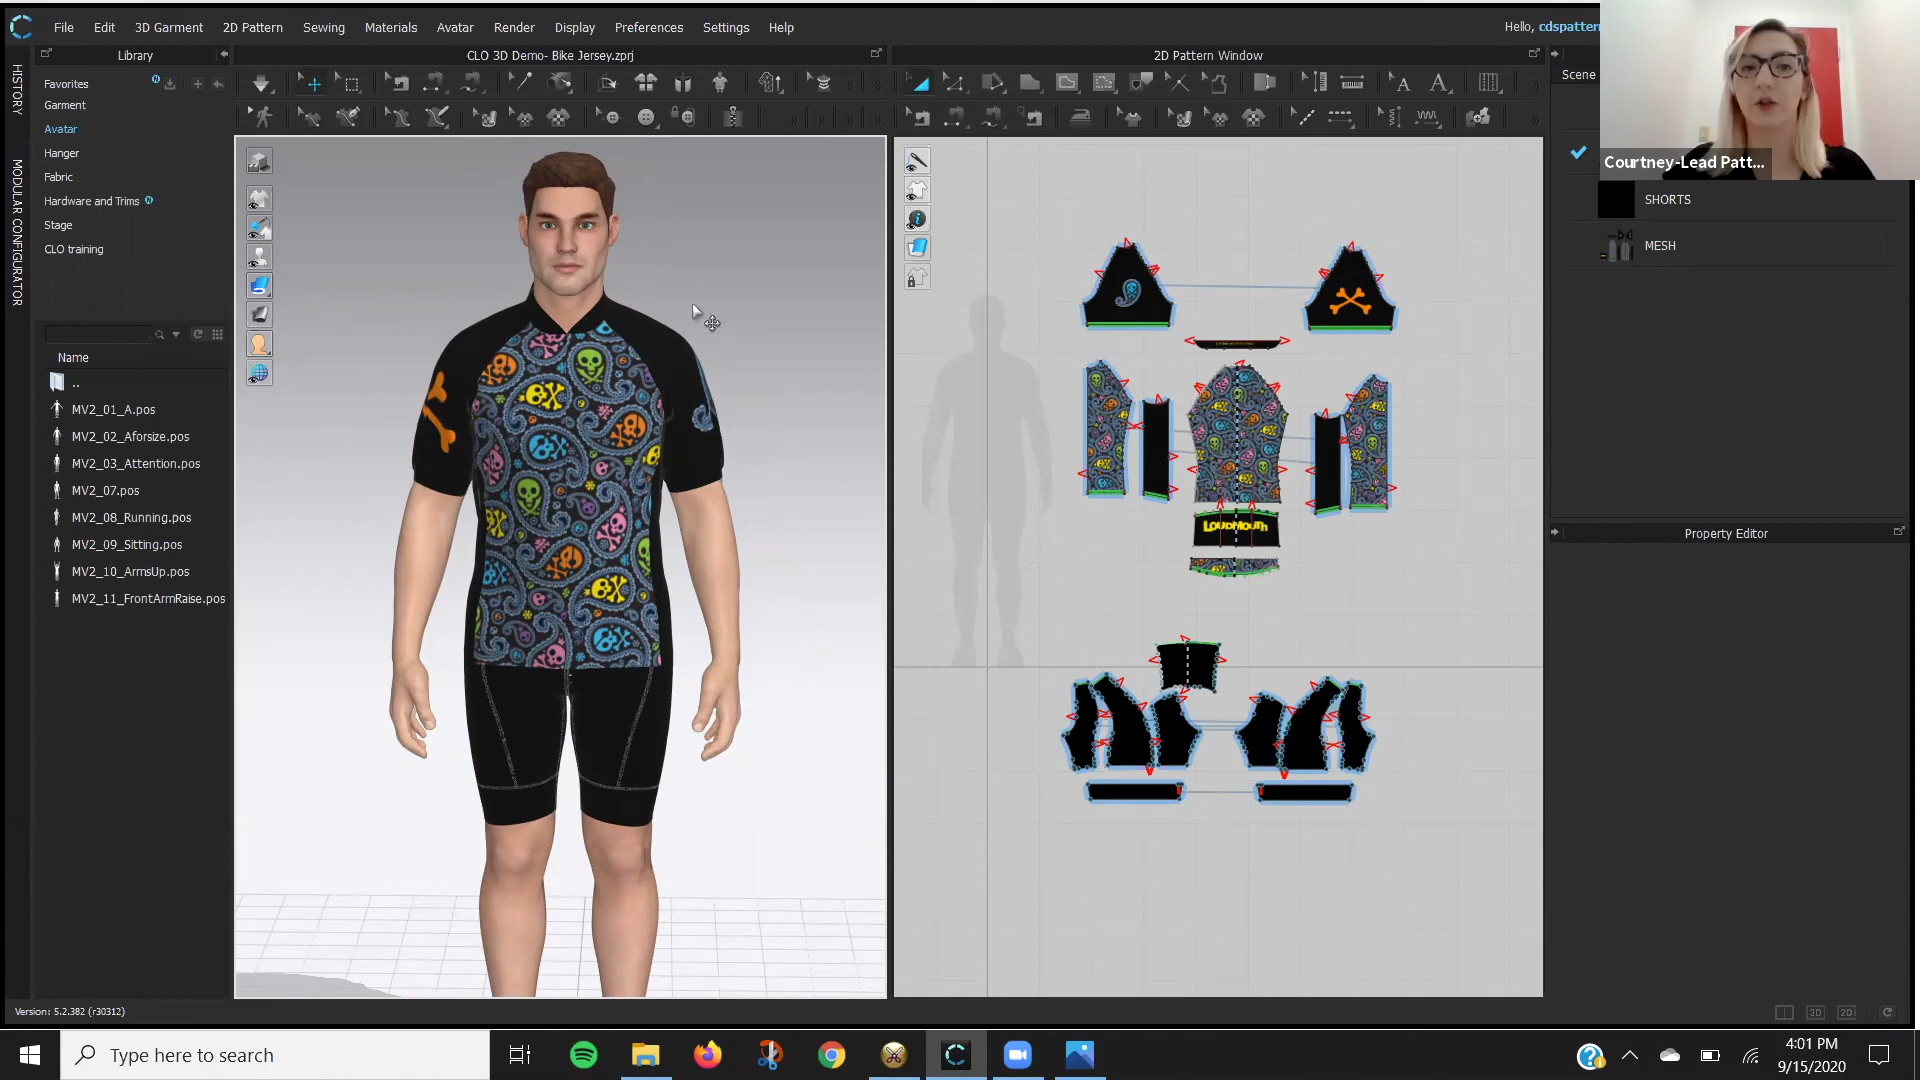 File Edit 3D Garment 2D Pattern Sewing Materials Avatar Render Display Preferences Settings Help
Hello, cdspattern
Library
CLO 3D Demo- Bike Jersey.zprj
2D Pattern Window
HISTORY
MODULAR CONFIGURATOR
Favorites
Garment
Avatar
Hanger
Fabric
Hardware and Trims
Stage
CLO training
Name
..
MV2_01_A.pos
MV2_02_Aforsize.pos
MV2_03_Attention.pos
MV2_07.pos
MV2_08_Running.pos
MV2_09_Sitting.pos
MV2_10_ArmsUp.pos
MV2_11_FrontArmRaise.pos
LOUDMOUTH
Scene
Courtney-Lead Patt...
SHORTS
MESH
Property Editor
Version: 5.2.382 (r30312)
3D
2D
Type here to search
4:01 PM
9/15/2020